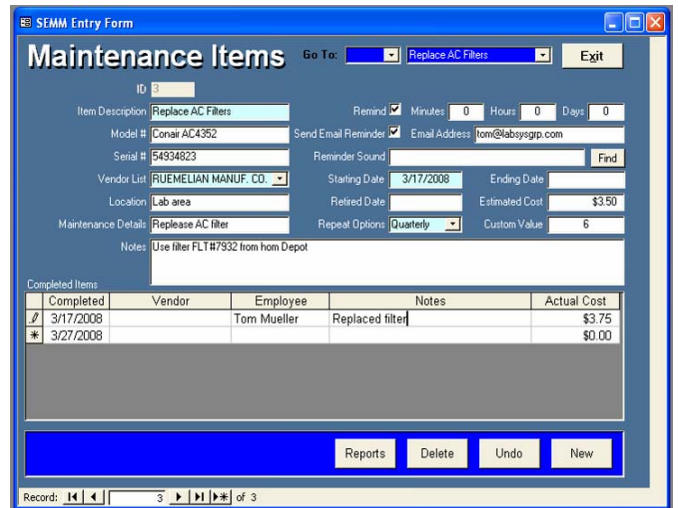 SEMM Entry Form
Maintenance Items Go To: Replace AC Filters Exit
ID 3
Item Description Replace AC Filters Remind Minutes 0 Hours 0 Days 0
Model # Conair AC4352 Send Email Reminder Email Address tom@labsysgrp.com
Serial # 54934823 Reminder Sound Find
Vendor List RUEMELIAN MANUF. CO. Starting Date 3/17/2008 Ending Date
Location Lab area Retired Date Estimated Cost $3.50
Maintenance Details Replease AC filter Repeat Options Quarterly Custom Value 6
Notes Use filter FLT#7932 from hom Depot
Completed Items
Completed Vendor Employee Notes Actual Cost
3/17/2008 Tom Mueller Replaced filter $3.75
3/27/2008 $0.00
Reports Delete Undo New
Record: 3 of 3